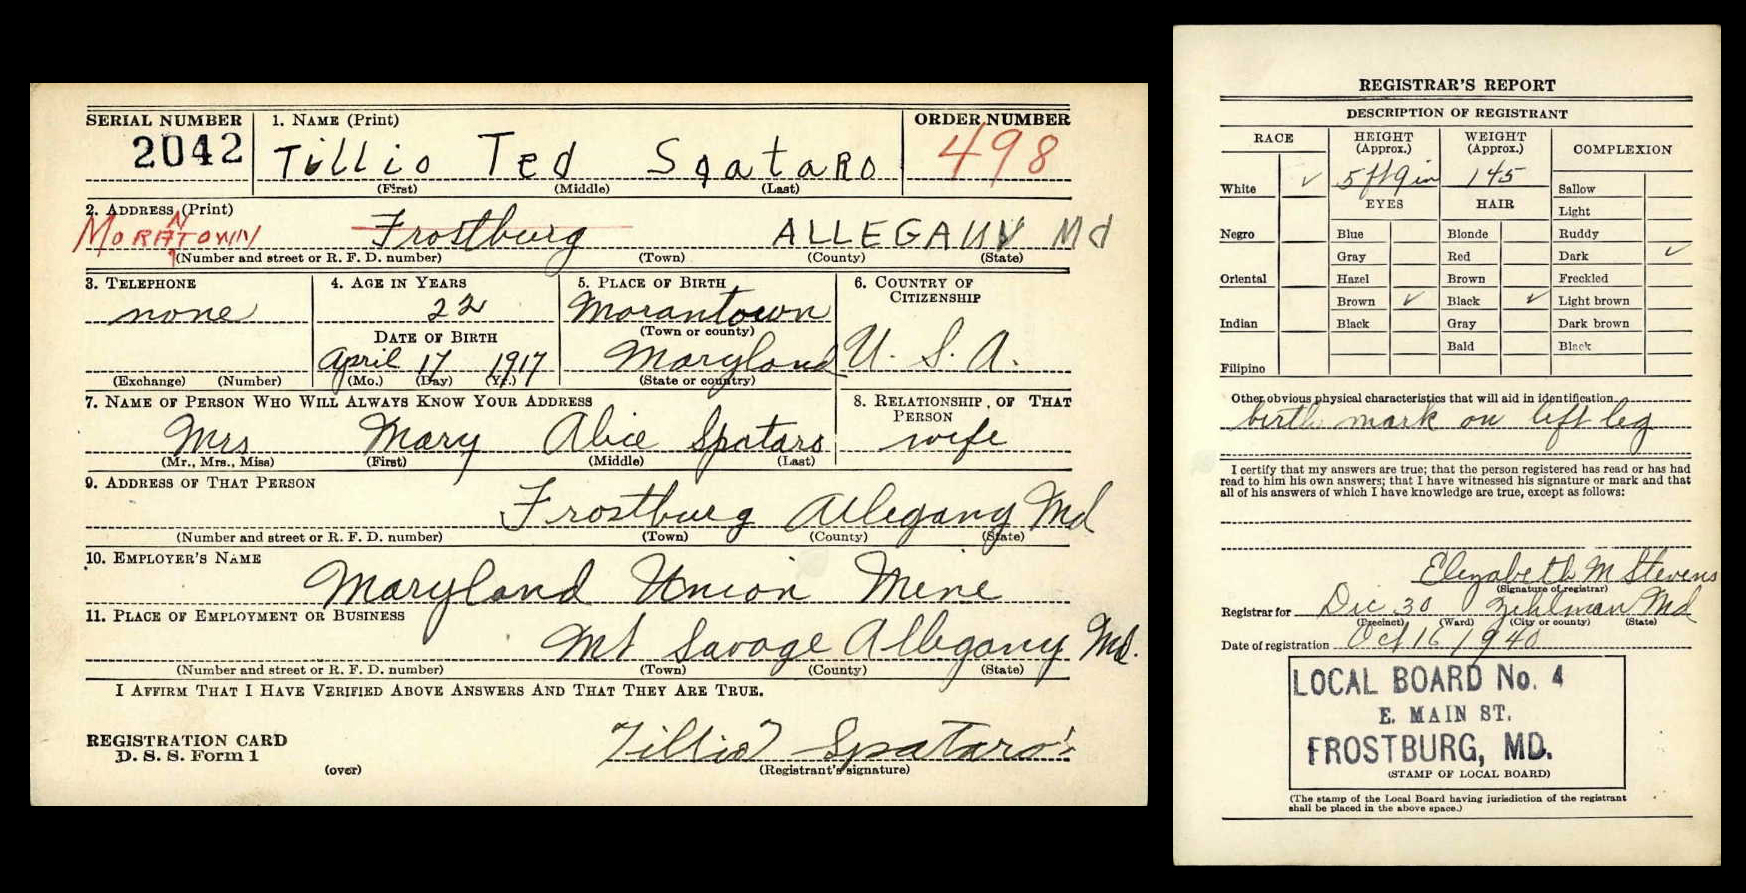 SERIAL NUMBER
2042
1. NAME (Print)
Tillio Ted Spataro
(First) (Middle) (Last)
ORDER NUMBER
498
2. ADDRESS (Print)
MORANTOWN Frostburg ALLEGANY Md
(Number and street or R. F. D. number) (Town) (County) (State)
3. TELEPHONE
none
(Exchange) (Number)
4. AGE IN YEARS
22
DATE OF BIRTH
April 17 1917
(Mo.) (Day) (Yr.)
5. PLACE OF BIRTH
Morantown
(Town or county)
Maryland
(State or country)
6. COUNTRY OF
CITIZENSHIP
U. S. A.
7. NAME OF PERSON WHO WILL ALWAYS KNOW YOUR ADDRESS
Mrs Mary Alice Spataro
(Mr., Mrs., Miss) (First) (Middle) (Last)
8. RELATIONSHIP OF THAT
PERSON
wife
9. ADDRESS OF THAT PERSON
Frostburg Allegany Md
(Number and street or R. F. D. number) (Town) (County) (State)
10. EMPLOYER'S NAME
Maryland Union Mine
11. PLACE OF EMPLOYMENT OR BUSINESS
Mt Savage Allegany Md.
(Number and street or R. F. D. number) (Town) (County) (State)
I AFFIRM THAT I HAVE VERIFIED ABOVE ANSWERS AND THAT THEY ARE TRUE.
REGISTRATION CARD
D. S. S. Form 1
(over)
Tillio Spataro
(Registrant's signature)
REGISTRAR'S REPORT
DESCRIPTION OF REGISTRANT
RACE
HEIGHT
(Approx.)
WEIGHT
(Approx.)
COMPLEXION
White ✓
5 ft 9 in
145
Sallow
EYES
HAIR
Light
Negro
Blue
Blonde
Ruddy
Gray
Red
Dark ✓
Oriental
Hazel
Brown
Freckled
Brown ✓
Black ✓
Light brown
Indian
Black
Gray
Dark brown
Bald
Black
Filipino
Other obvious physical characteristics that will aid in identification
birth mark on left leg
I certify that my answers are true; that the person registered has read or has had
read to him his own answers; that I have witnessed his signature or mark and that
all of his answers of which I have knowledge are true, except as follows:
Elizabeth M Stevens
(Signature of registrar)
Registrar for Dic 30 Zihlman Md
(Precinct) (Ward) (City or county) (State)
Date of registration Oct 16 1940
LOCAL BOARD No. 4
E. MAIN ST.
FROSTBURG, MD.
(STAMP OF LOCAL BOARD)
(The stamp of the Local Board having jurisdiction of the registrant
shall be placed in the above space.)